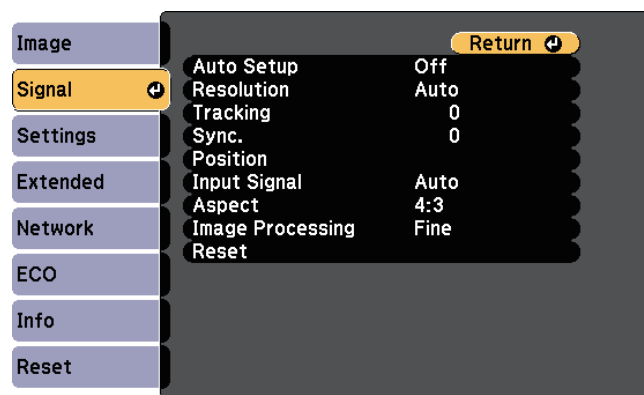 Image
Signal
Settings
Extended
Network
ECO
Info
Reset
Return
Auto Setup Off
Resolution Auto
Tracking 0
Sync. 0
Position
Input Signal Auto
Aspect 4:3
Image Processing Fine
Reset